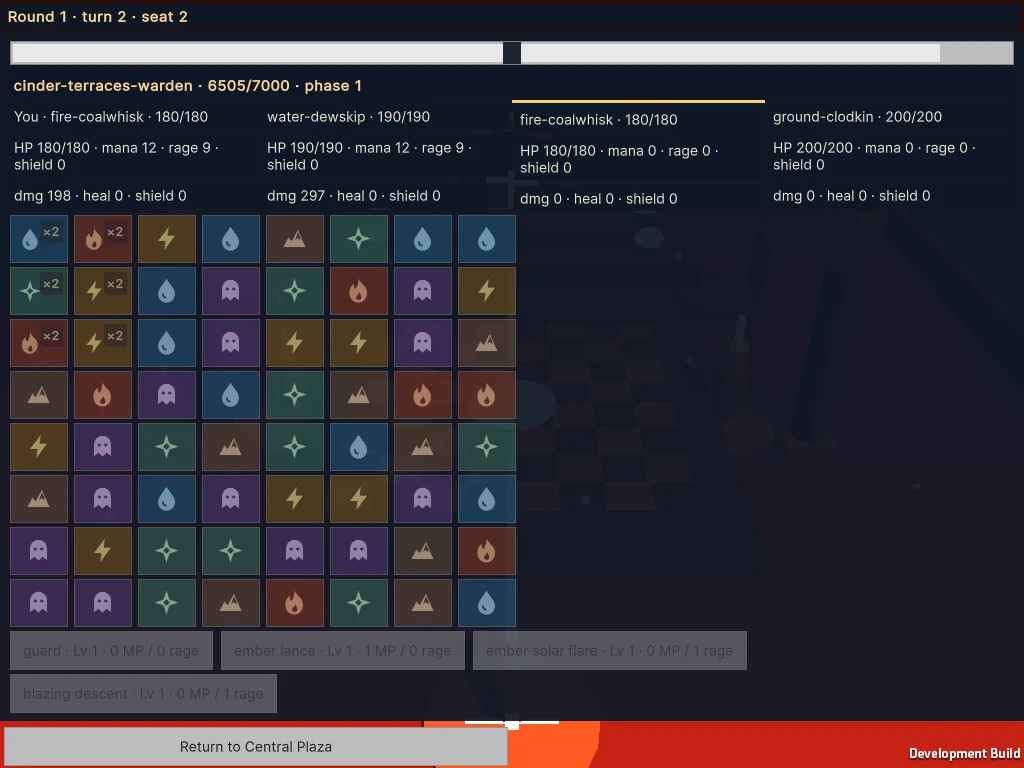 Round 1 · turn 2 · seat 2
cinder-terraces-warden · 6505/7000 · phase 1
You · fire-coalwhisk · 180/180
HP 180/180 · mana 12 · rage 9 ·
shield 0
dmg 198 · heal 0 · shield 0
water-dewskip · 190/190
HP 190/190 · mana 12 · rage 9 ·
shield 0
dmg 297 · heal 0 · shield 0
fire-coalwhisk · 180/180
HP 180/180 · mana 0 · rage 0 ·
shield 0
dmg 0 · heal 0 · shield 0
ground-clodkin · 200/200
HP 200/200 · mana 0 · rage 0 ·
shield 0
dmg 0 · heal 0 · shield 0
×2 ×2
×2 ×2
×2 ×2
guard · Lv 1 · 0 MP / 0 rage
ember lance · Lv 1 · 1 MP / 0 rage
ember solar flare · Lv 1 · 0 MP / 1 rage
blazing descent · Lv 1 · 0 MP / 1 rage
Return to Central Plaza
Development Build